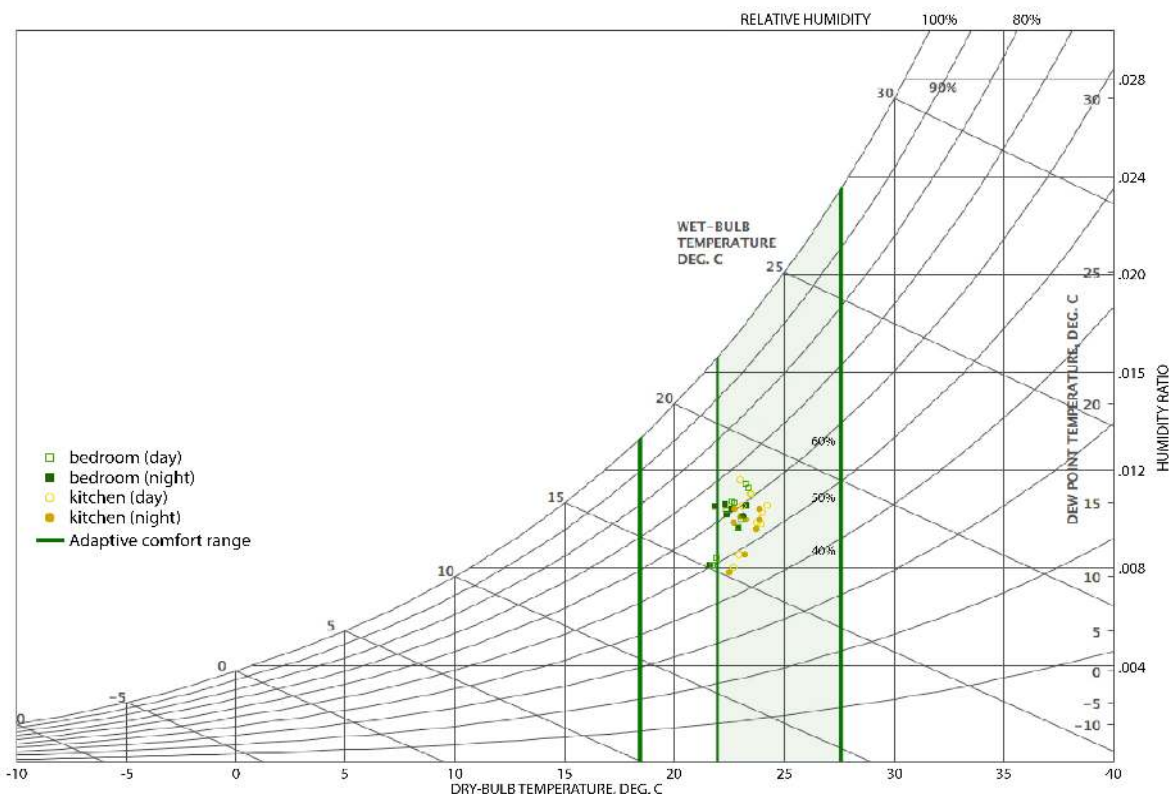 RELATIVE HUMIDITY 100% 80%
.028
90%
30
30
.024
WET-BULB
TEMPERATURE
DEG. C
25
25
.020
DEW POINT TEMPERATURE, DEG. C
HUMIDITY RATIO
.015
20
20
60%
.012
bedroom (day)
bedroom (night)
kitchen (day)
kitchen (night)
Adaptive comfort range
15
50%
15
40%
.008
10
10
5
5
0
.004
0
-5
-5
-10
0
-10 -5 0 5 10 15 20 25 30 35 40
DRY-BULB TEMPERATURE, DEG. C